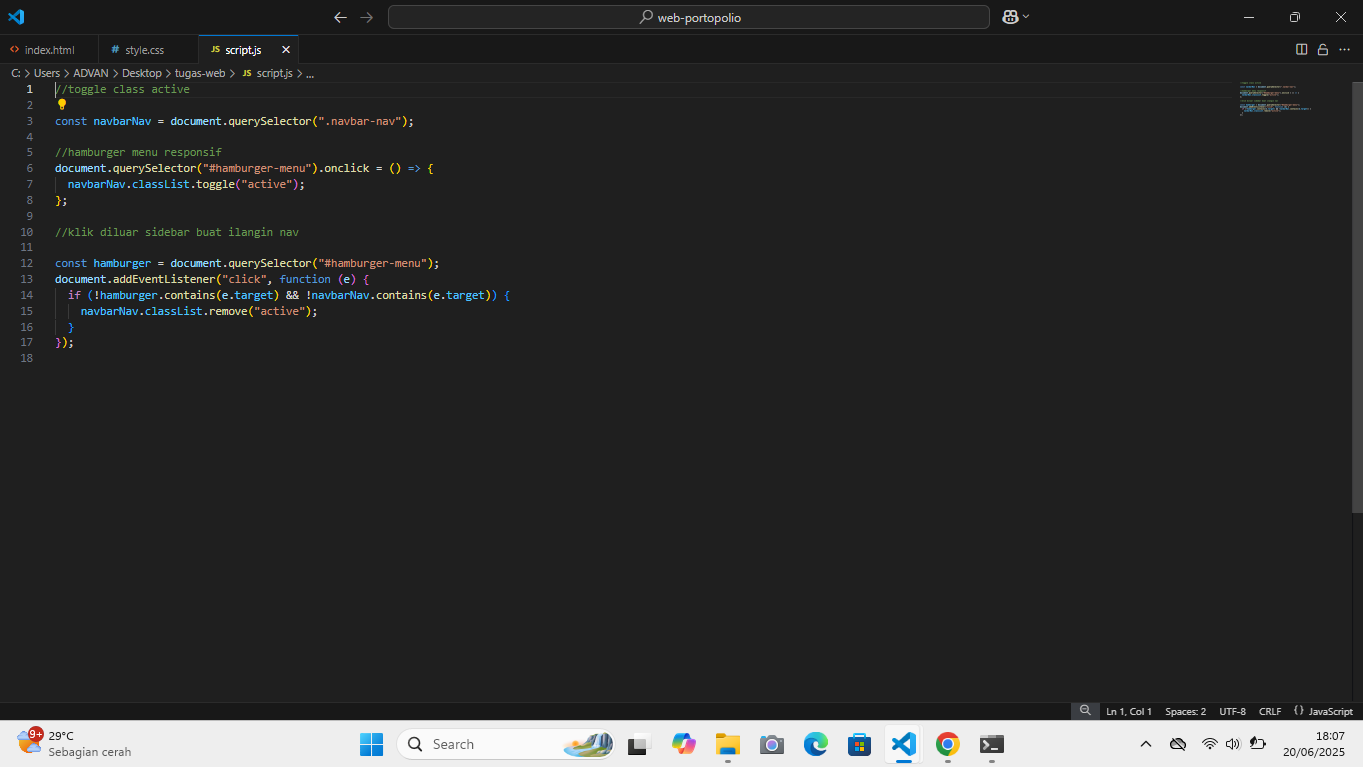 web-portopolio
index.html
# style.css
JS script.js
C: > Users > ADVAN > Desktop > tugas-web > JS script.js > ...
1 //toggle class active
2
3 const navbarNav = document.querySelector(".navbar-nav");
4
5 //hamburger menu responsif
6 document.querySelector("#hamburger-menu").onclick = () => {
7 navbarNav.classList.toggle("active");
8 };
9
10 //klik diluar sidebar buat ilangin nav
11
12 const hamburger = document.querySelector("#hamburger-menu");
13 document.addEventListener("click", function (e) {
14 if (!hamburger.contains(e.target) && !navbarNav.contains(e.target)) {
15 navbarNav.classList.remove("active");
16 }
17 });
18
Ln 1, Col 1 Spaces: 2 UTF-8 CRLF {} JavaScript
9+
29°C
Sebagian cerah
Search
18:07
20/06/2025